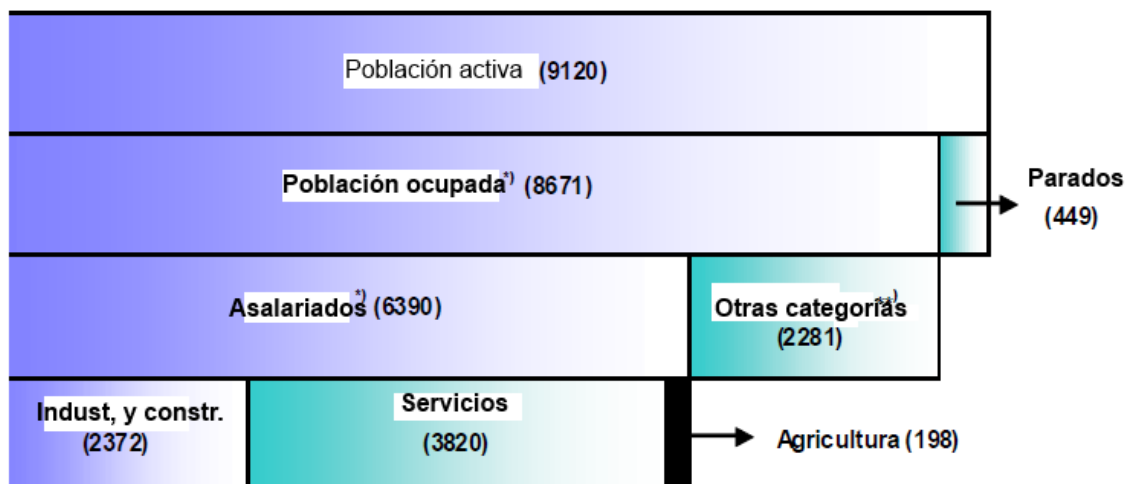 Población activa (9120)
Población ocupada*) (8671)
Parados
(449)
Asalariados*) (6390)
Otras categorías**)
(2281)
Indust, y constr.
(2372)
Servicios
(3820)
Agricultura (198)